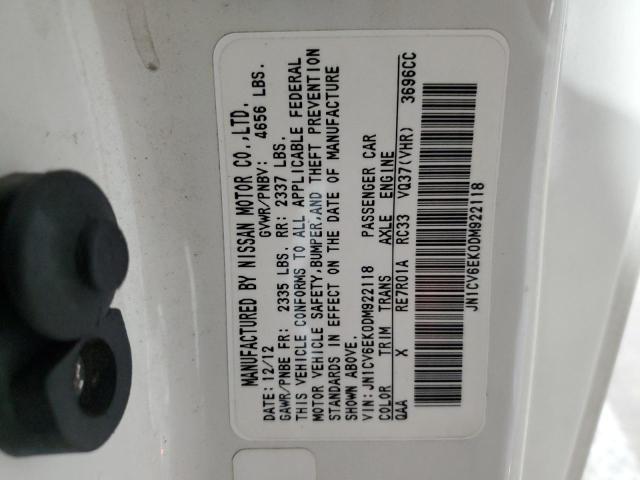 MANUFACTURED BY NISSAN MOTOR CO.,LTD.
DATE: 12/12 GVWR/PNBV: 4656 LBS.
GAWR/PNBE FR: 2335 LBS. RR: 2337 LBS.
THIS VEHICLE CONFORMS TO ALL APPLICABLE FEDERAL
MOTOR VEHICLE SAFETY,BUMPER,AND THEFT PREVENTION
STANDARDS IN EFFECT ON THE DATE OF MANUFACTURE
SHOWN ABOVE.
VIN: JN1CV6EK0DM922118 PASSENGER CAR
COLOR TRIM TRANS AXLE ENGINE
QAA X RE7R01A RC33 VQ37(VHR) 3696CC
JN1CV6EK0DM922118